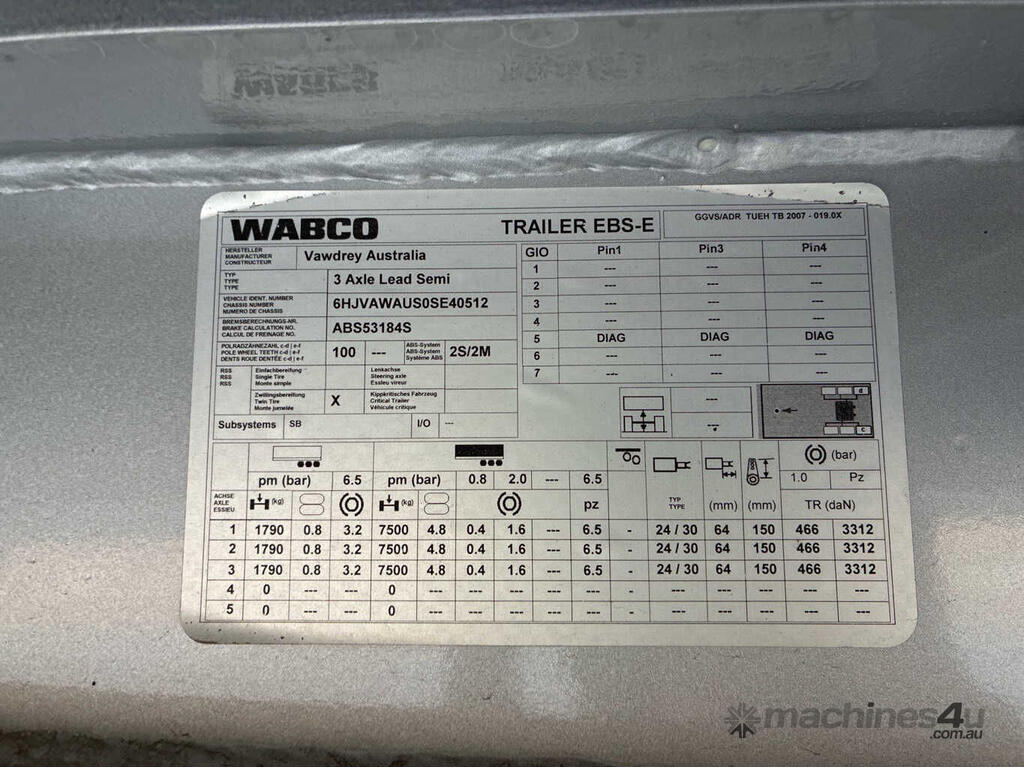 WABCO
TRAILER EBS-E
GGVS/ADR TUEH TB 2007 - 019.0X
HERSTELLER
MANUFACTURER
CONSTRUCTEUR
Vawdrey Australia
TYP
TYPE
TYPE
3 Axle Lead Semi
VEHICLE IDENT. NUMBER
CHASSIS NUMBER
NUMERO DE CHASSIS
6HJVAWAUS0SE40512
BREMSBERECHNUNGS-NR.
BRAKE CALCULATION NO.
CALCUL DE FREINAGE NO.
ABS53184S
POLRADZÄHNEZAHL c-d | e-f
POLE WHEEL TEETH c-d | e-f
DENTS ROUE DENTÉE c-d | e-f
100 ---
ABS-System
ABS-System
Système ABS
2S/2M
RSS Einfachbereifung
RSS Single Tire
RSS Monte simple
Lenkachse
Steering axle
Essieu vireur
RSS Zwillingsbereifung
RSS Twin Tire
RSS Monte jumelée
X
Kippkritisches Fahrzeug
Critical Trailer
Véhicule critique
Subsystems SB I/O ---
GIO Pin1 Pin3 Pin4
1 --- --- ---
2 --- --- ---
3 --- --- ---
4 --- --- ---
5 DIAG DIAG DIAG
6 --- --- ---
7 --- --- ---
---
---
d
c
pm (bar) 6.5 pm (bar) 0.8 2.0 --- 6.5 1.0 Pz
(bar)
ACHSE
AXLE
ESSIEU
(kg) (kg) pz
TYP
TYPE
(mm) (mm) TR (daN)
1 1790 0.8 3.2 7500 4.8 0.4 1.6 --- 6.5 - 24 / 30 64 150 466 3312
2 1790 0.8 3.2 7500 4.8 0.4 1.6 --- 6.5 - 24 / 30 64 150 466 3312
3 1790 0.8 3.2 7500 4.8 0.4 1.6 --- 6.5 - 24 / 30 64 150 466 3312
4 0 --- --- 0 --- --- --- --- --- - --- --- --- --- ---
5 0 --- --- 0 --- --- --- --- --- - --- --- --- --- ---
machines4u
.com.au